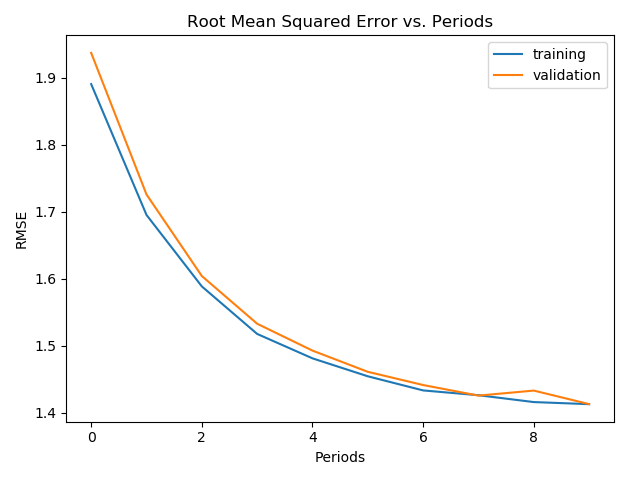 Root Mean Squared Error vs. Periods
training
validation
1.9
1.8
1.7
1.6
1.5
1.4
RMSE
0 2 4 6 8
Periods